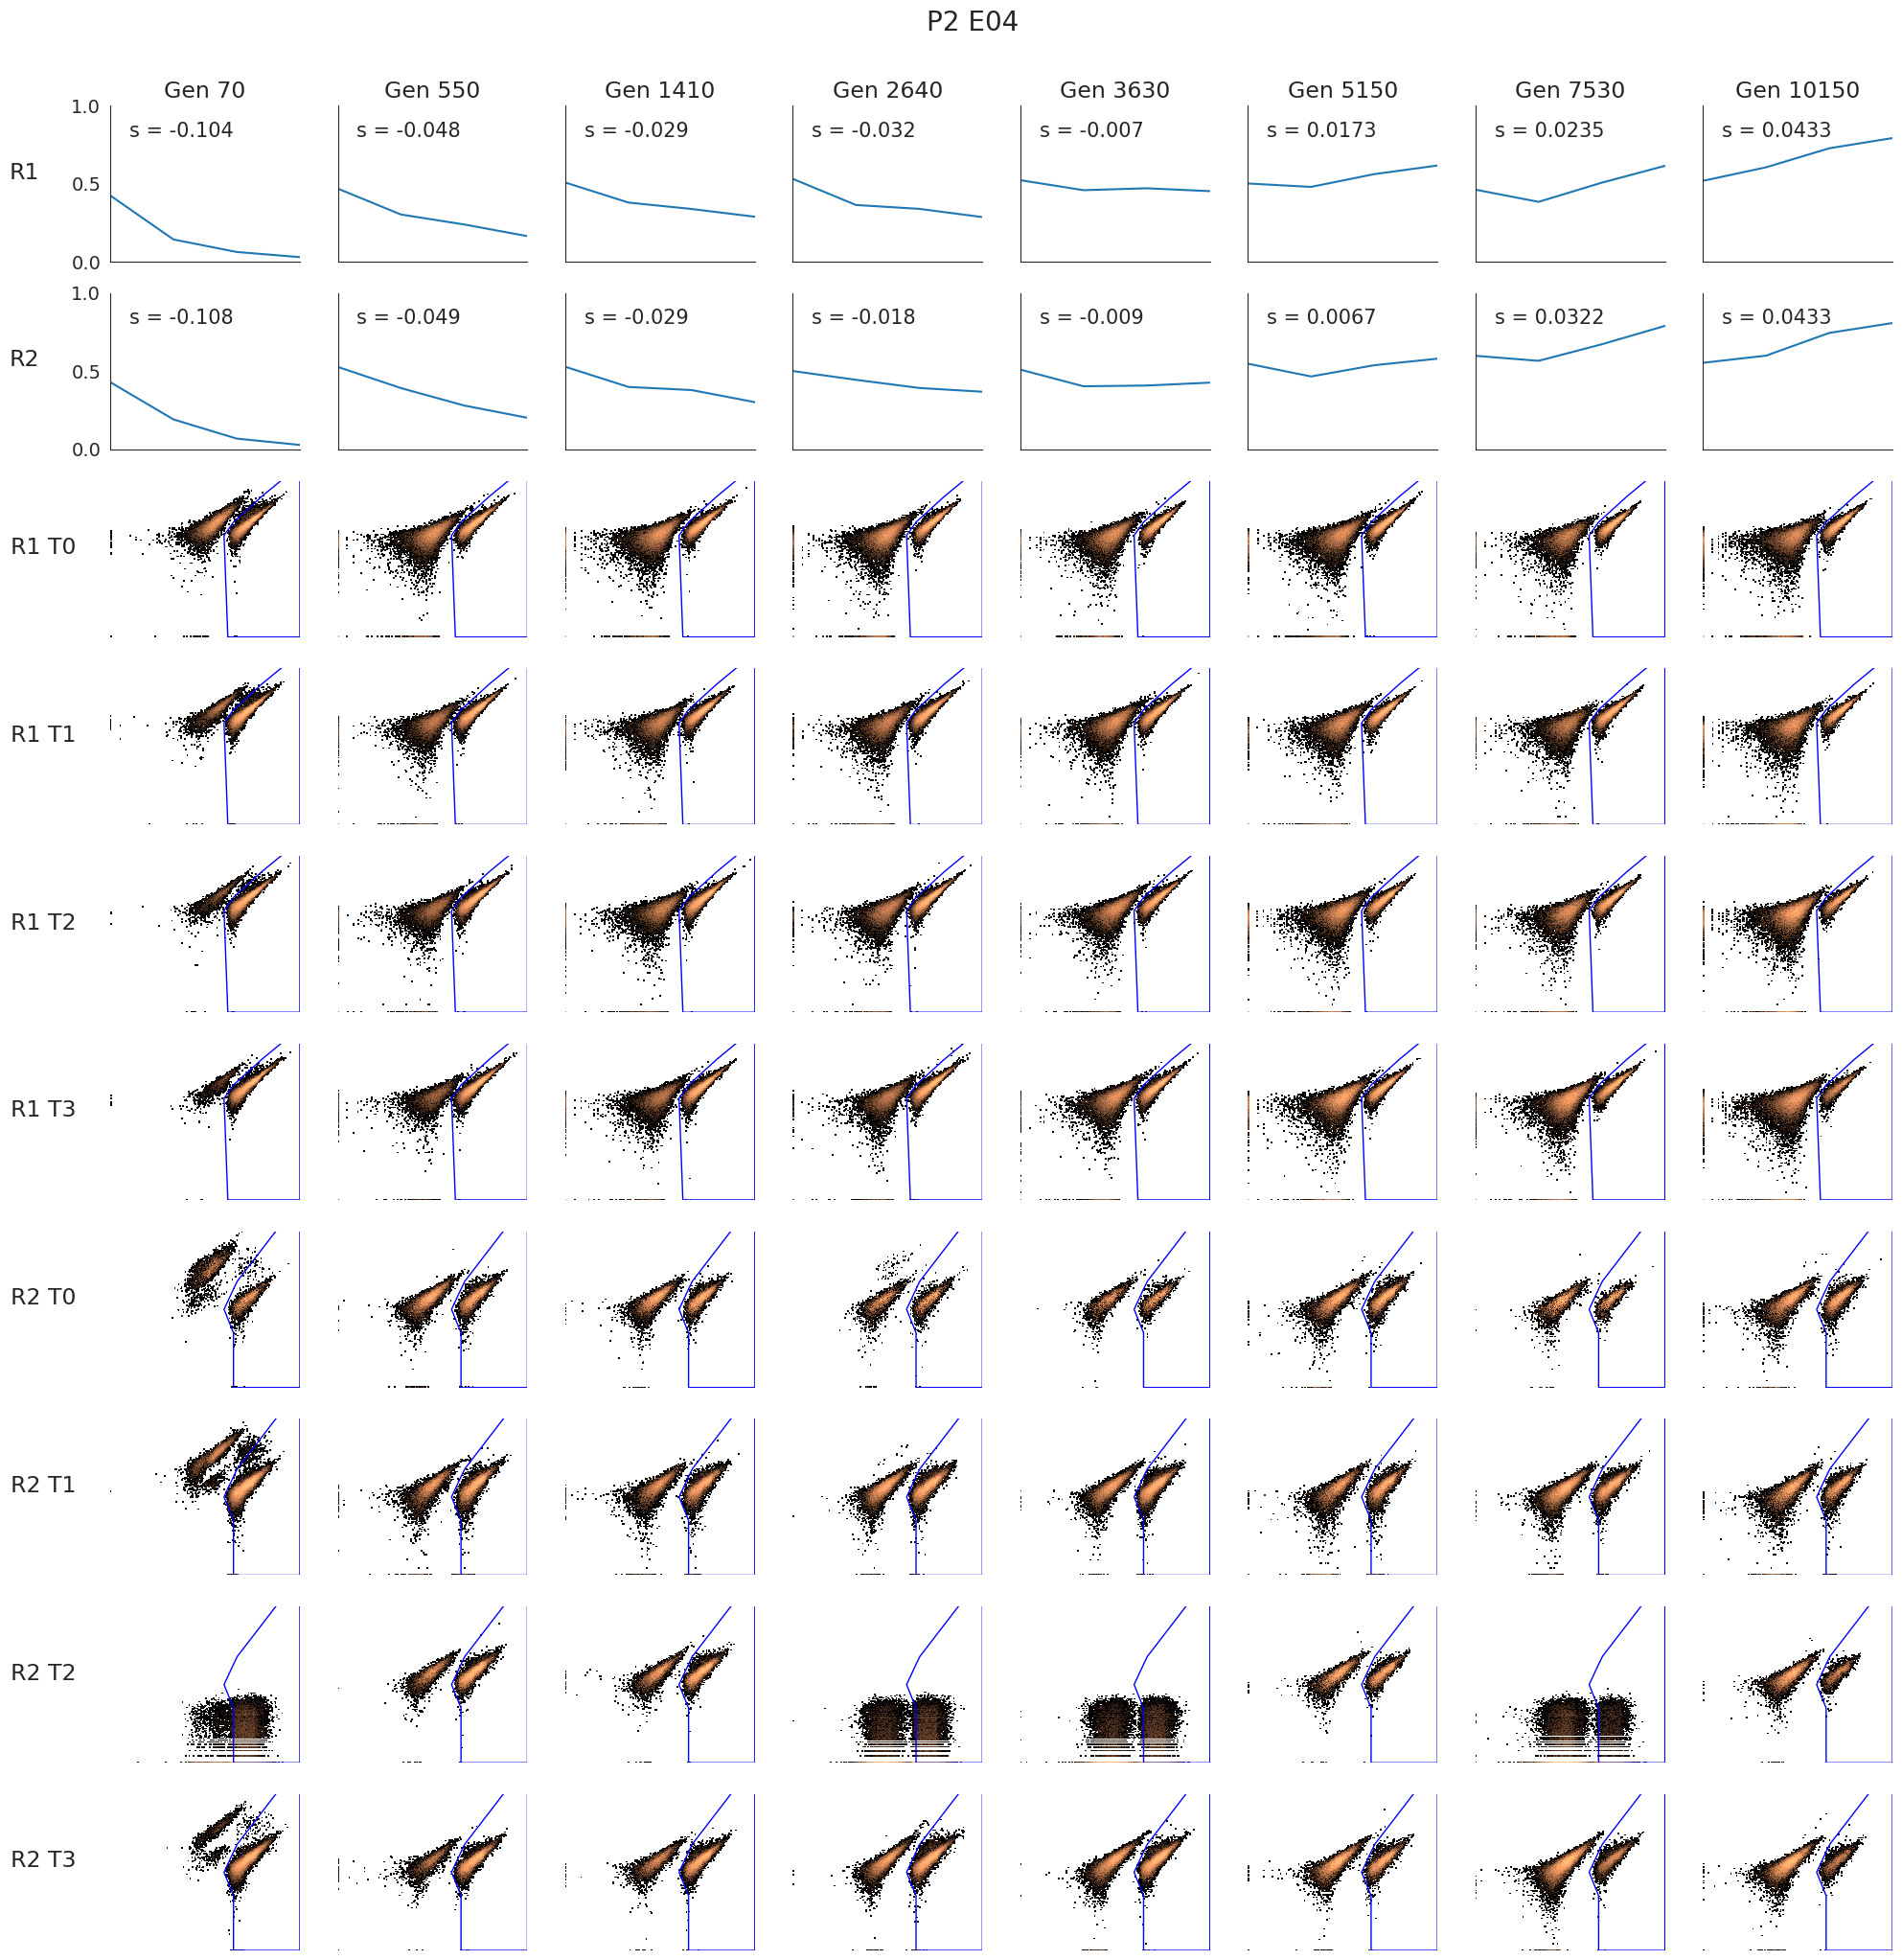 P2 E04
Gen 70 Gen 550 Gen 1410 Gen 2640 Gen 3630 Gen 5150 Gen 7530 Gen 10150
1.0
s = -0.104 s = -0.048 s = -0.029 s = -0.032 s = -0.007 s = 0.0173 s = 0.0235 s = 0.0433
R1
0.5
0.0
1.0
s = -0.108 s = -0.049 s = -0.029 s = -0.018 s = -0.009 s = 0.0067 s = 0.0322 s = 0.0433
R2
0.5
0.0
R1 T0
R1 T1
R1 T2
R1 T3
R2 T0
R2 T1
R2 T2
R2 T3